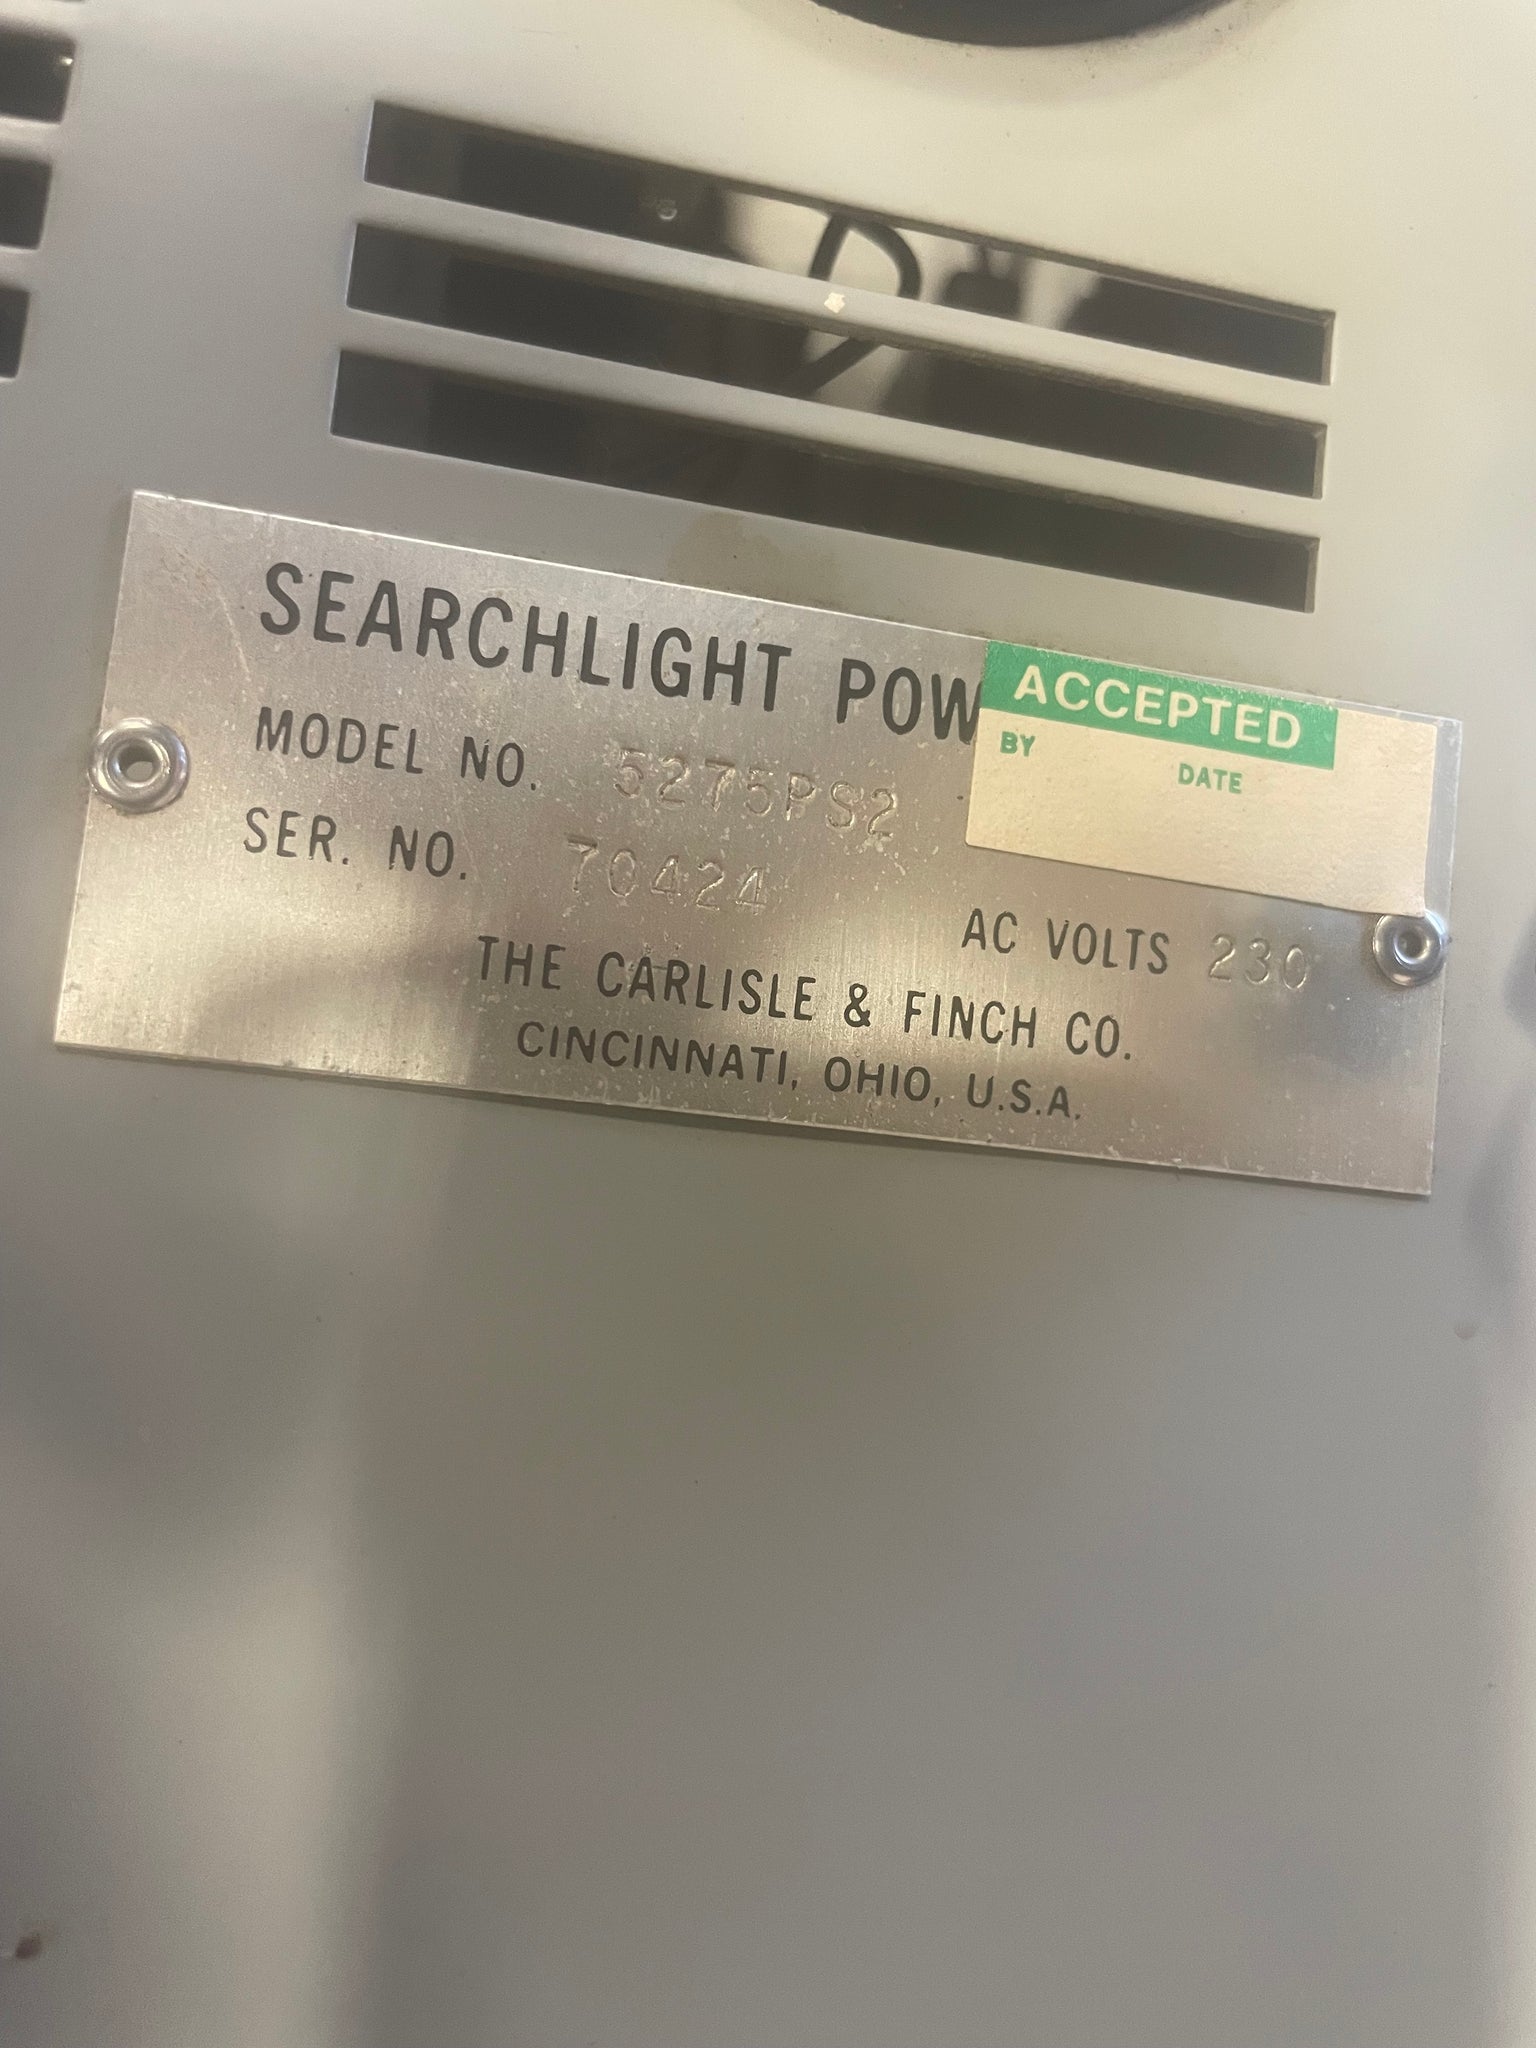 SEARCHLIGHT POW
ACCEPTED
BY
DATE
MODEL NO. 5275PS2
SER. NO. 70424
AC VOLTS 230
THE CARLISLE & FINCH CO.
CINCINNATI, OHIO, U.S.A.